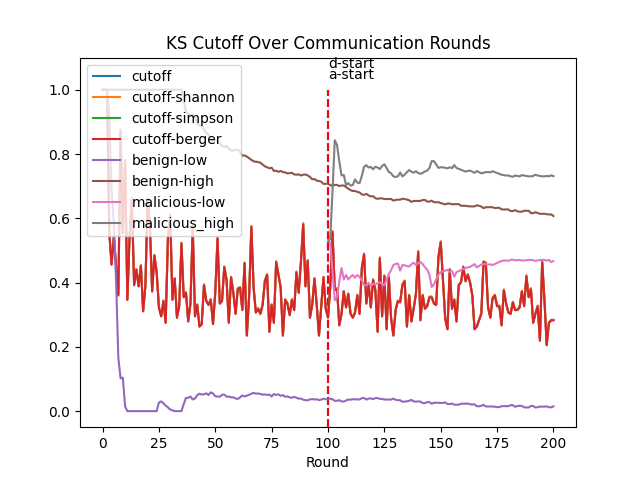 KS Cutoff Over Communication Rounds
d-start
a-start
cutoff
cutoff-shannon
cutoff-simpson
cutoff-berger
benign-low
benign-high
malicious-low
malicious_high
1.0
0.8
0.6
0.4
0.2
0.0
0 25 50 75 100 125 150 175 200
Round